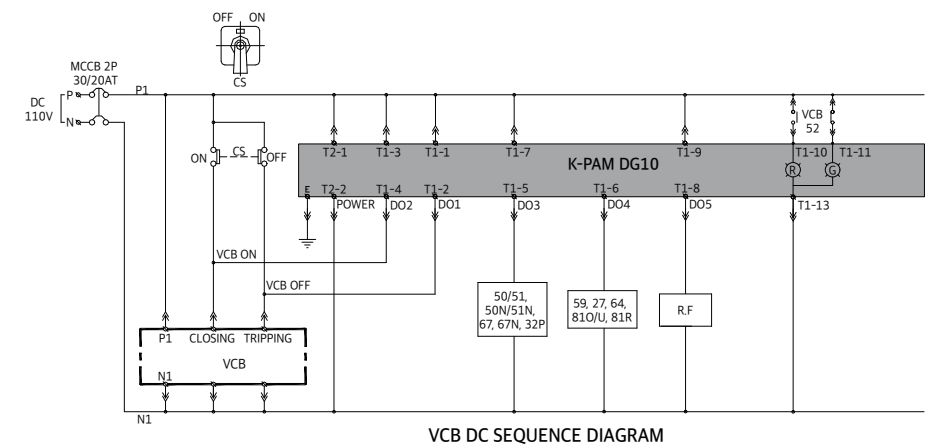 OFF ON
CS
MCCB 2P
30/20AT
P1
DC
110V
P
N
ON
CS
OFF
VCB
52
T2-1
T1-3
T1-1
T1-7
T1-9
T1-10
T1-11
K-PAM DG10
R
G
E
T2-2
T1-4
T1-2
T1-5
T1-6
T1-8
POWER
DO2
DO1
DO3
DO4
DO5
T1-13
VCB ON
VCB OFF
50/51,
50N/51N,
67, 67N, 32P
59, 27, 64,
81O/U, 81R
R.F
P1 CLOSING TRIPPING
VCB
N1
N1
VCB DC SEQUENCE DIAGRAM